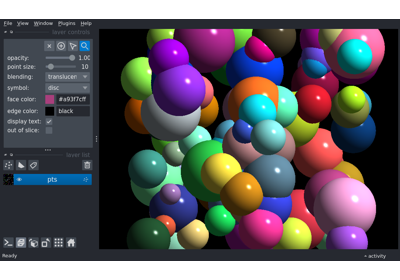 File View Window Plugins Help
layer controls
opacity: 1.00
point size: 10
blending: translucen
symbol: disc
face color: #a93f7cff
edge color: black
display text:
out of slice:
layer list
pts
Ready
activity